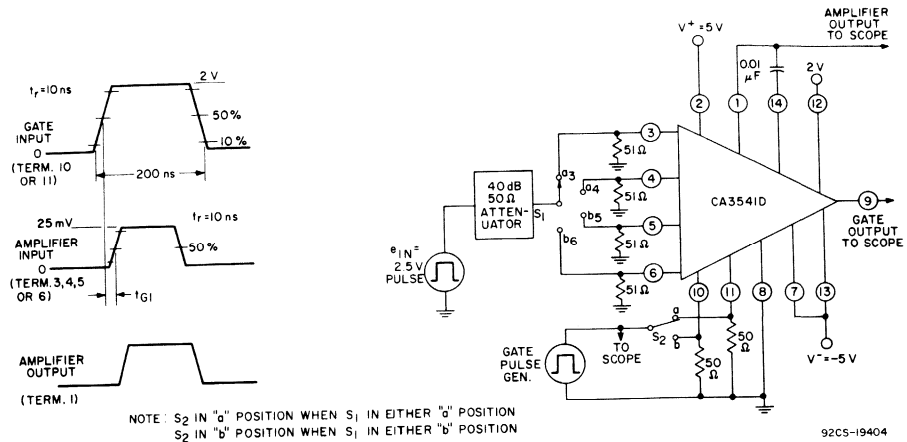 2 V
tr=10ns
GATE
INPUT
0
(TERM. 10
OR 11)
50%
10%
200 ns
25mV
tr=10ns
AMPLIFIER
INPUT
0
(TERM. 3,4,5
OR 6)
50%
tGI
AMPLIFIER
OUTPUT
(TERM. 1)
AMPLIFIER
OUTPUT
TO SCOPE
V+=5V
0.01
µF
2V
2
1
14
12
3
51Ω
a3
a4
4
51Ω
40 dB
50Ω
ATTEN-
UATOR
S1
b5
5
51Ω
b6
6
51Ω
CA3541D
9
GATE
OUTPUT
TO SCOPE
eIN=
2.5 V
PULSE
10
11
8
7
13
a
S2
b
TO
SCOPE
GATE
PULSE
GEN.
50
Ω
50
Ω
V-=-5V
NOTE: S2 IN "a" POSITION WHEN S1 IN EITHER "a" POSITION
S2 IN "b" POSITION WHEN S1 IN EITHER "b" POSITION
92CS-19404